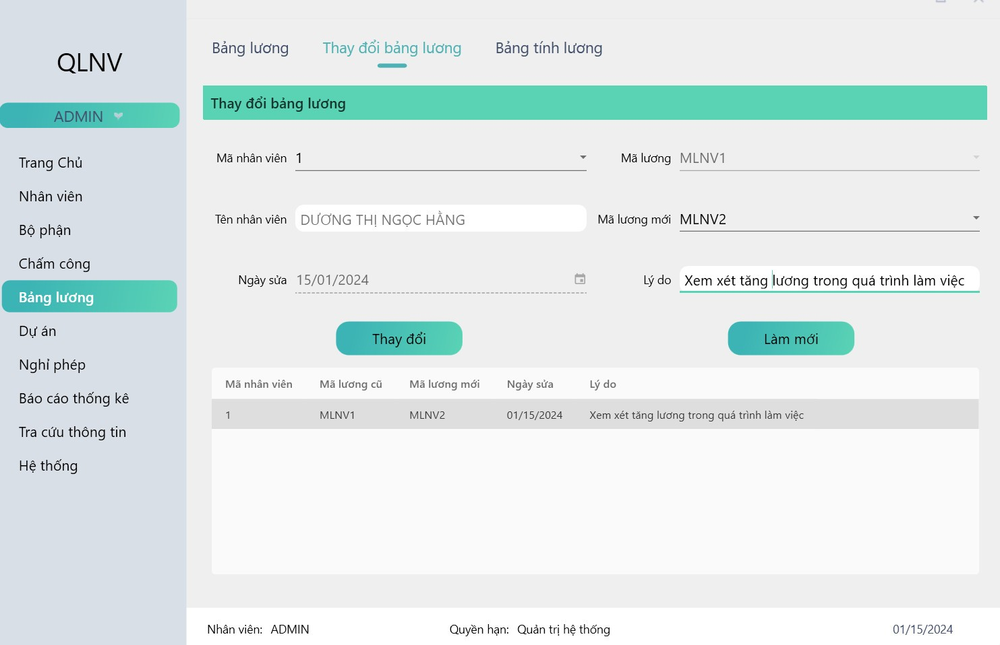 QLNV
ADMIN
Trang Chủ
Nhân viên
Bộ phận
Chấm công
Bảng lương
Dự án
Nghỉ phép
Báo cáo thống kê
Tra cứu thông tin
Hệ thống
Bảng lương Thay đổi bảng lương Bảng tính lương
Thay đổi bảng lương
Mã nhân viên 1 Mã lương MLNV1
Tên nhân viên DƯƠNG THỊ NGỌC HẰNG Mã lương mới MLNV2
Ngày sửa 15/01/2024 Lý do Xem xét tăng lương trong quá trình làm việc
Thay đổi Làm mới
Mã nhân viên Mã lương cũ Mã lương mới Ngày sửa Lý do
1 MLNV1 MLNV2 01/15/2024 Xem xét tăng lương trong quá trình làm việc
Nhân viên: ADMIN Quyền hạn: Quản trị hệ thống 01/15/2024